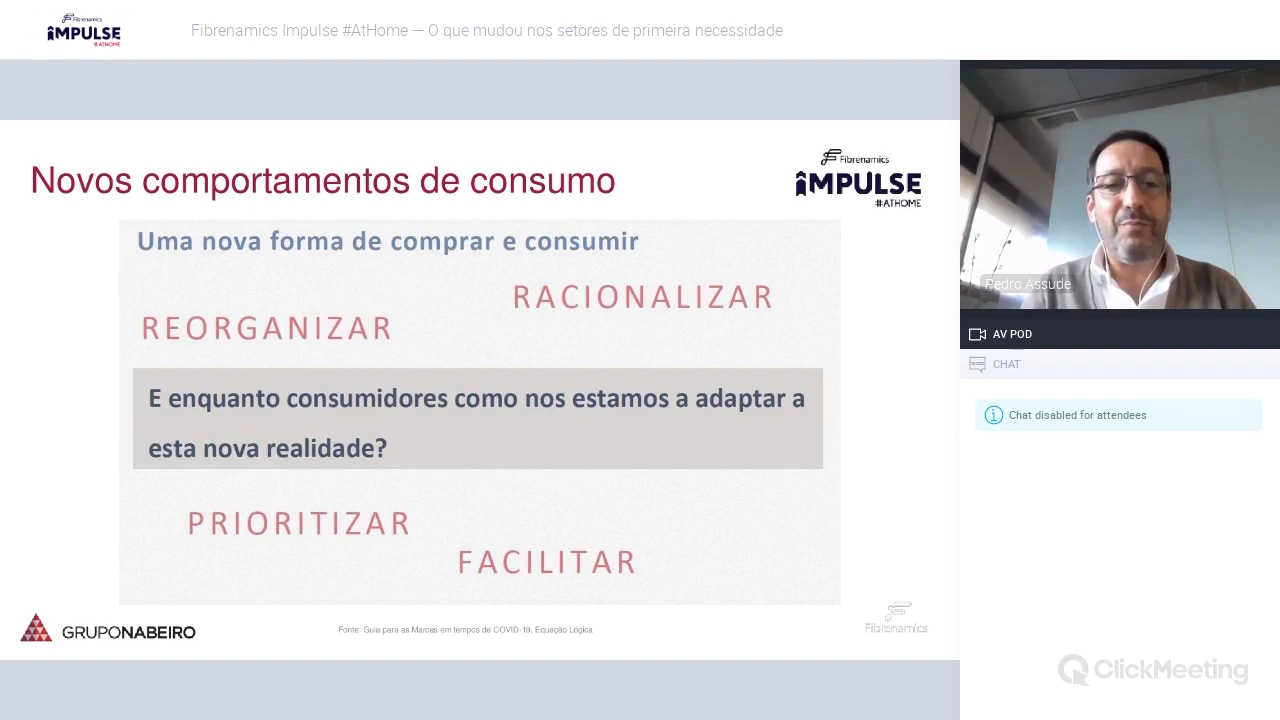 Fibrenamics
IMPULSE
#ATHOME
Fibrenamics Impulse #AtHome — O que mudou nos setores de primeira necessidade
Novos comportamentos de consumo
Fibrenamics
IMPULSE
#ATHOME
Uma nova forma de comprar e consumir
RACIONALIZAR
REORGANIZAR
E enquanto consumidores como nos estamos a adaptar a
esta nova realidade?
PRIORITIZAR
FACILITAR
GRUPONABEIRO
Fonte: Guia para as Marcas em tempos de COVID-19, Equação Lógica
Fibrenamics
Pedro Assude
AV POD
CHAT
Chat disabled for attendees
ClickMeeting